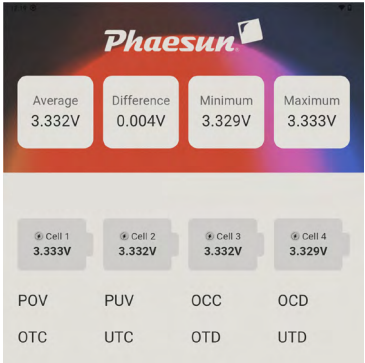 Phaesun
Average Difference Minimum Maximum
3.332V 0.004V 3.329V 3.333V
Cell 1 Cell 2 Cell 3 Cell 4
3.333V 3.332V 3.332V 3.329V
POV PUV OCC OCD
OTC UTC OTD UTD